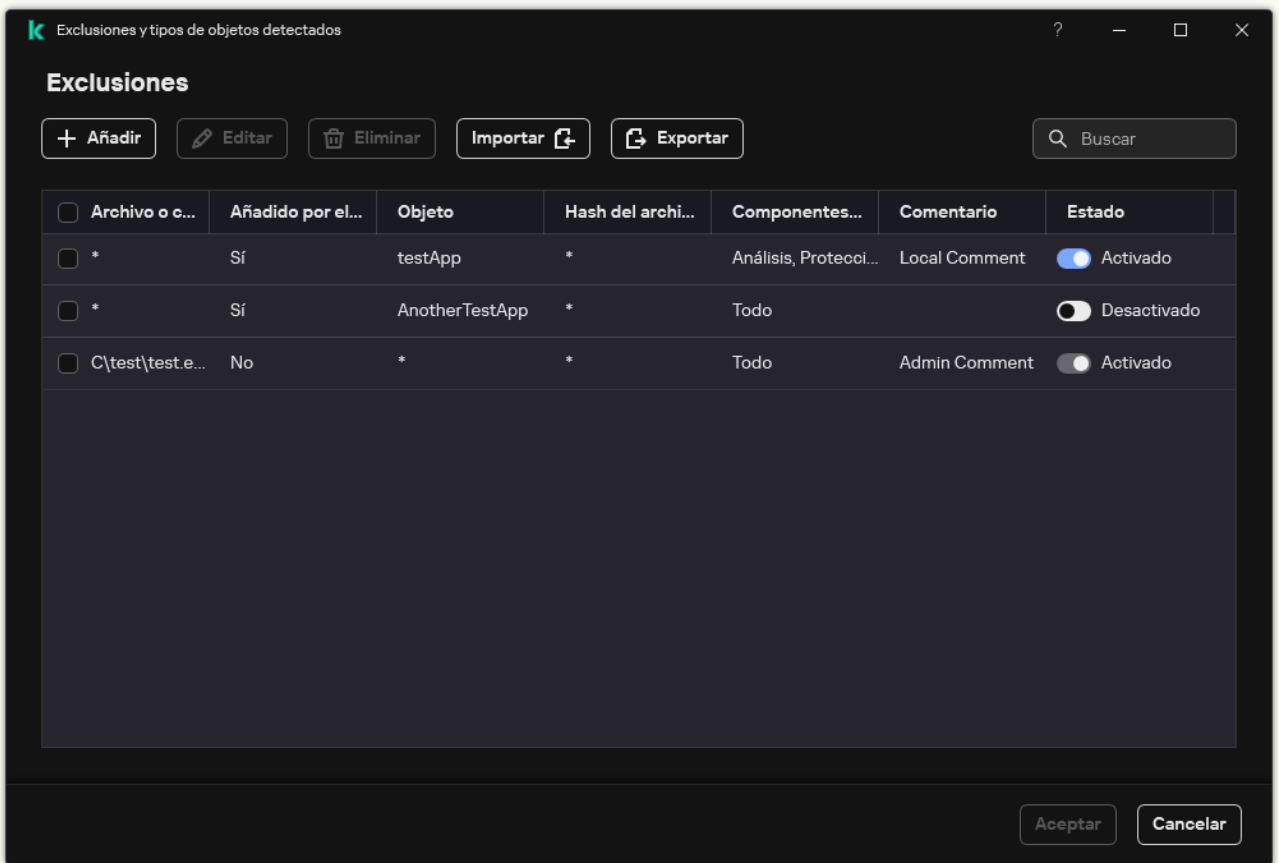 Exclusiones y tipos de objetos detectados ?
Exclusiones
Añadir Editar Eliminar Importar Exportar Buscar
Archivo o c... Añadido por el... Objeto Hash del archi... Componentes... Comentario Estado
* Sí testApp * Análisis, Protecci... Local Comment Activado
* Sí AnotherTestApp * Todo Desactivado
C\test\test.e... No * * Todo Admin Comment Activado
Aceptar Cancelar